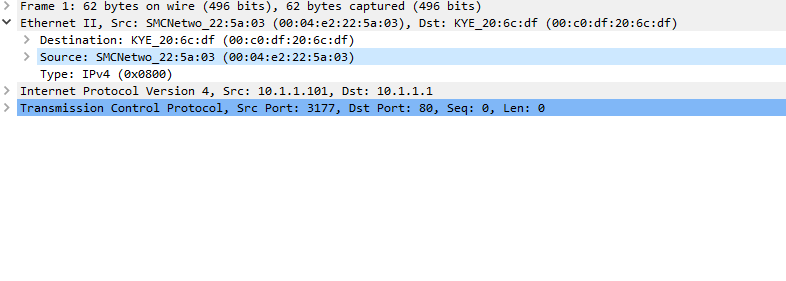 Frame 1: 62 bytes on wire (496 bits), 62 bytes captured (496 bits)
Ethernet II, Src: SMCNetwo_22:5a:03 (00:04:e2:22:5a:03), Dst: KYE_20:6c:df (00:c0:df:20:6c:df)
Destination: KYE_20:6c:df (00:c0:df:20:6c:df)
Source: SMCNetwo_22:5a:03 (00:04:e2:22:5a:03)
Type: IPv4 (0x0800)
Internet Protocol Version 4, Src: 10.1.1.101, Dst: 10.1.1.1
Transmission Control Protocol, Src Port: 3177, Dst Port: 80, Seq: 0, Len: 0